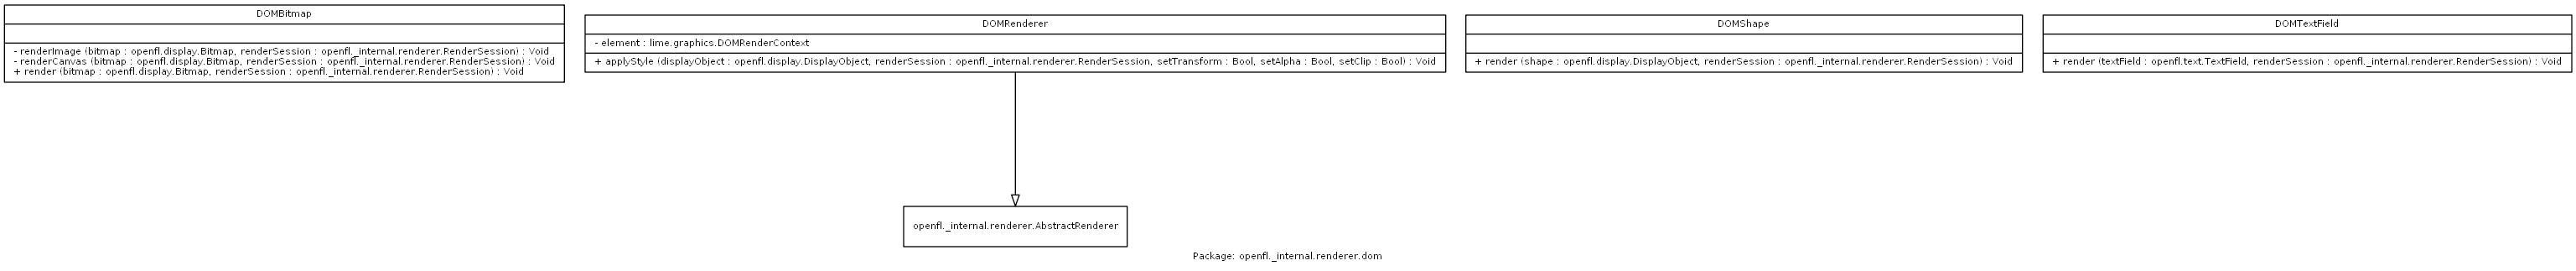 DOMBitmap
- renderImage (bitmap : openfl.display.Bitmap, renderSession : openfl._internal.renderer.RenderSession) : Void
- renderCanvas (bitmap : openfl.display.Bitmap, renderSession : openfl._internal.renderer.RenderSession) : Void
+ render (bitmap : openfl.display.Bitmap, renderSession : openfl._internal.renderer.RenderSession) : Void
DOMRenderer
- element : lime.graphics.DOMRenderContext
+ applyStyle (displayObject : openfl.display.DisplayObject, renderSession : openfl._internal.renderer.RenderSession, setTransform : Bool, setAlpha : Bool, setClip : Bool) : Void
DOMShape
+ render (shape : openfl.display.DisplayObject, renderSession : openfl._internal.renderer.RenderSession) : Void
DOMTextField
+ render (textField : openfl.text.TextField, renderSession : openfl._internal.renderer.RenderSession) : Void
openfl._internal.renderer.AbstractRenderer
Package: openfl._internal.renderer.dom